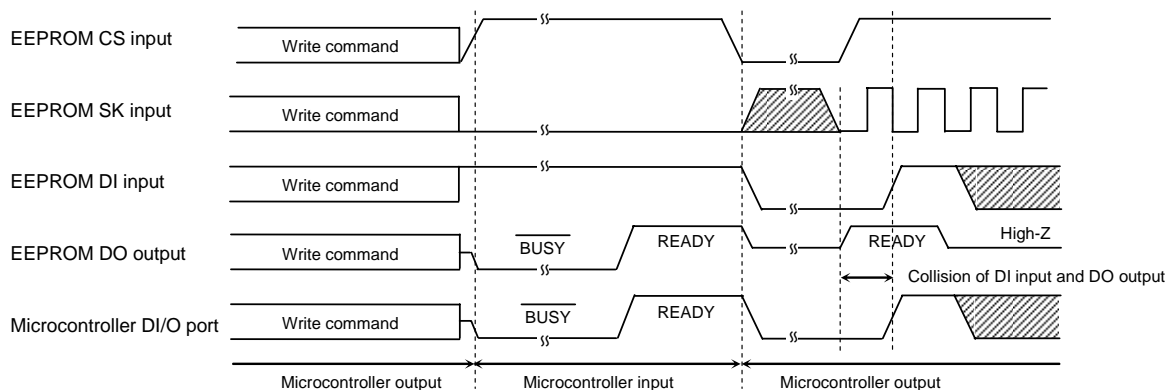 EEPROM CS input
Write command
EEPROM SK input
Write command
EEPROM DI input
Write command
EEPROM DO output
Write command
BUSY
READY
READY
High-Z
Collision of DI input and DO output
Microcontroller DI/O port
Write command
BUSY
READY
Microcontroller output
Microcontroller input
Microcontroller output